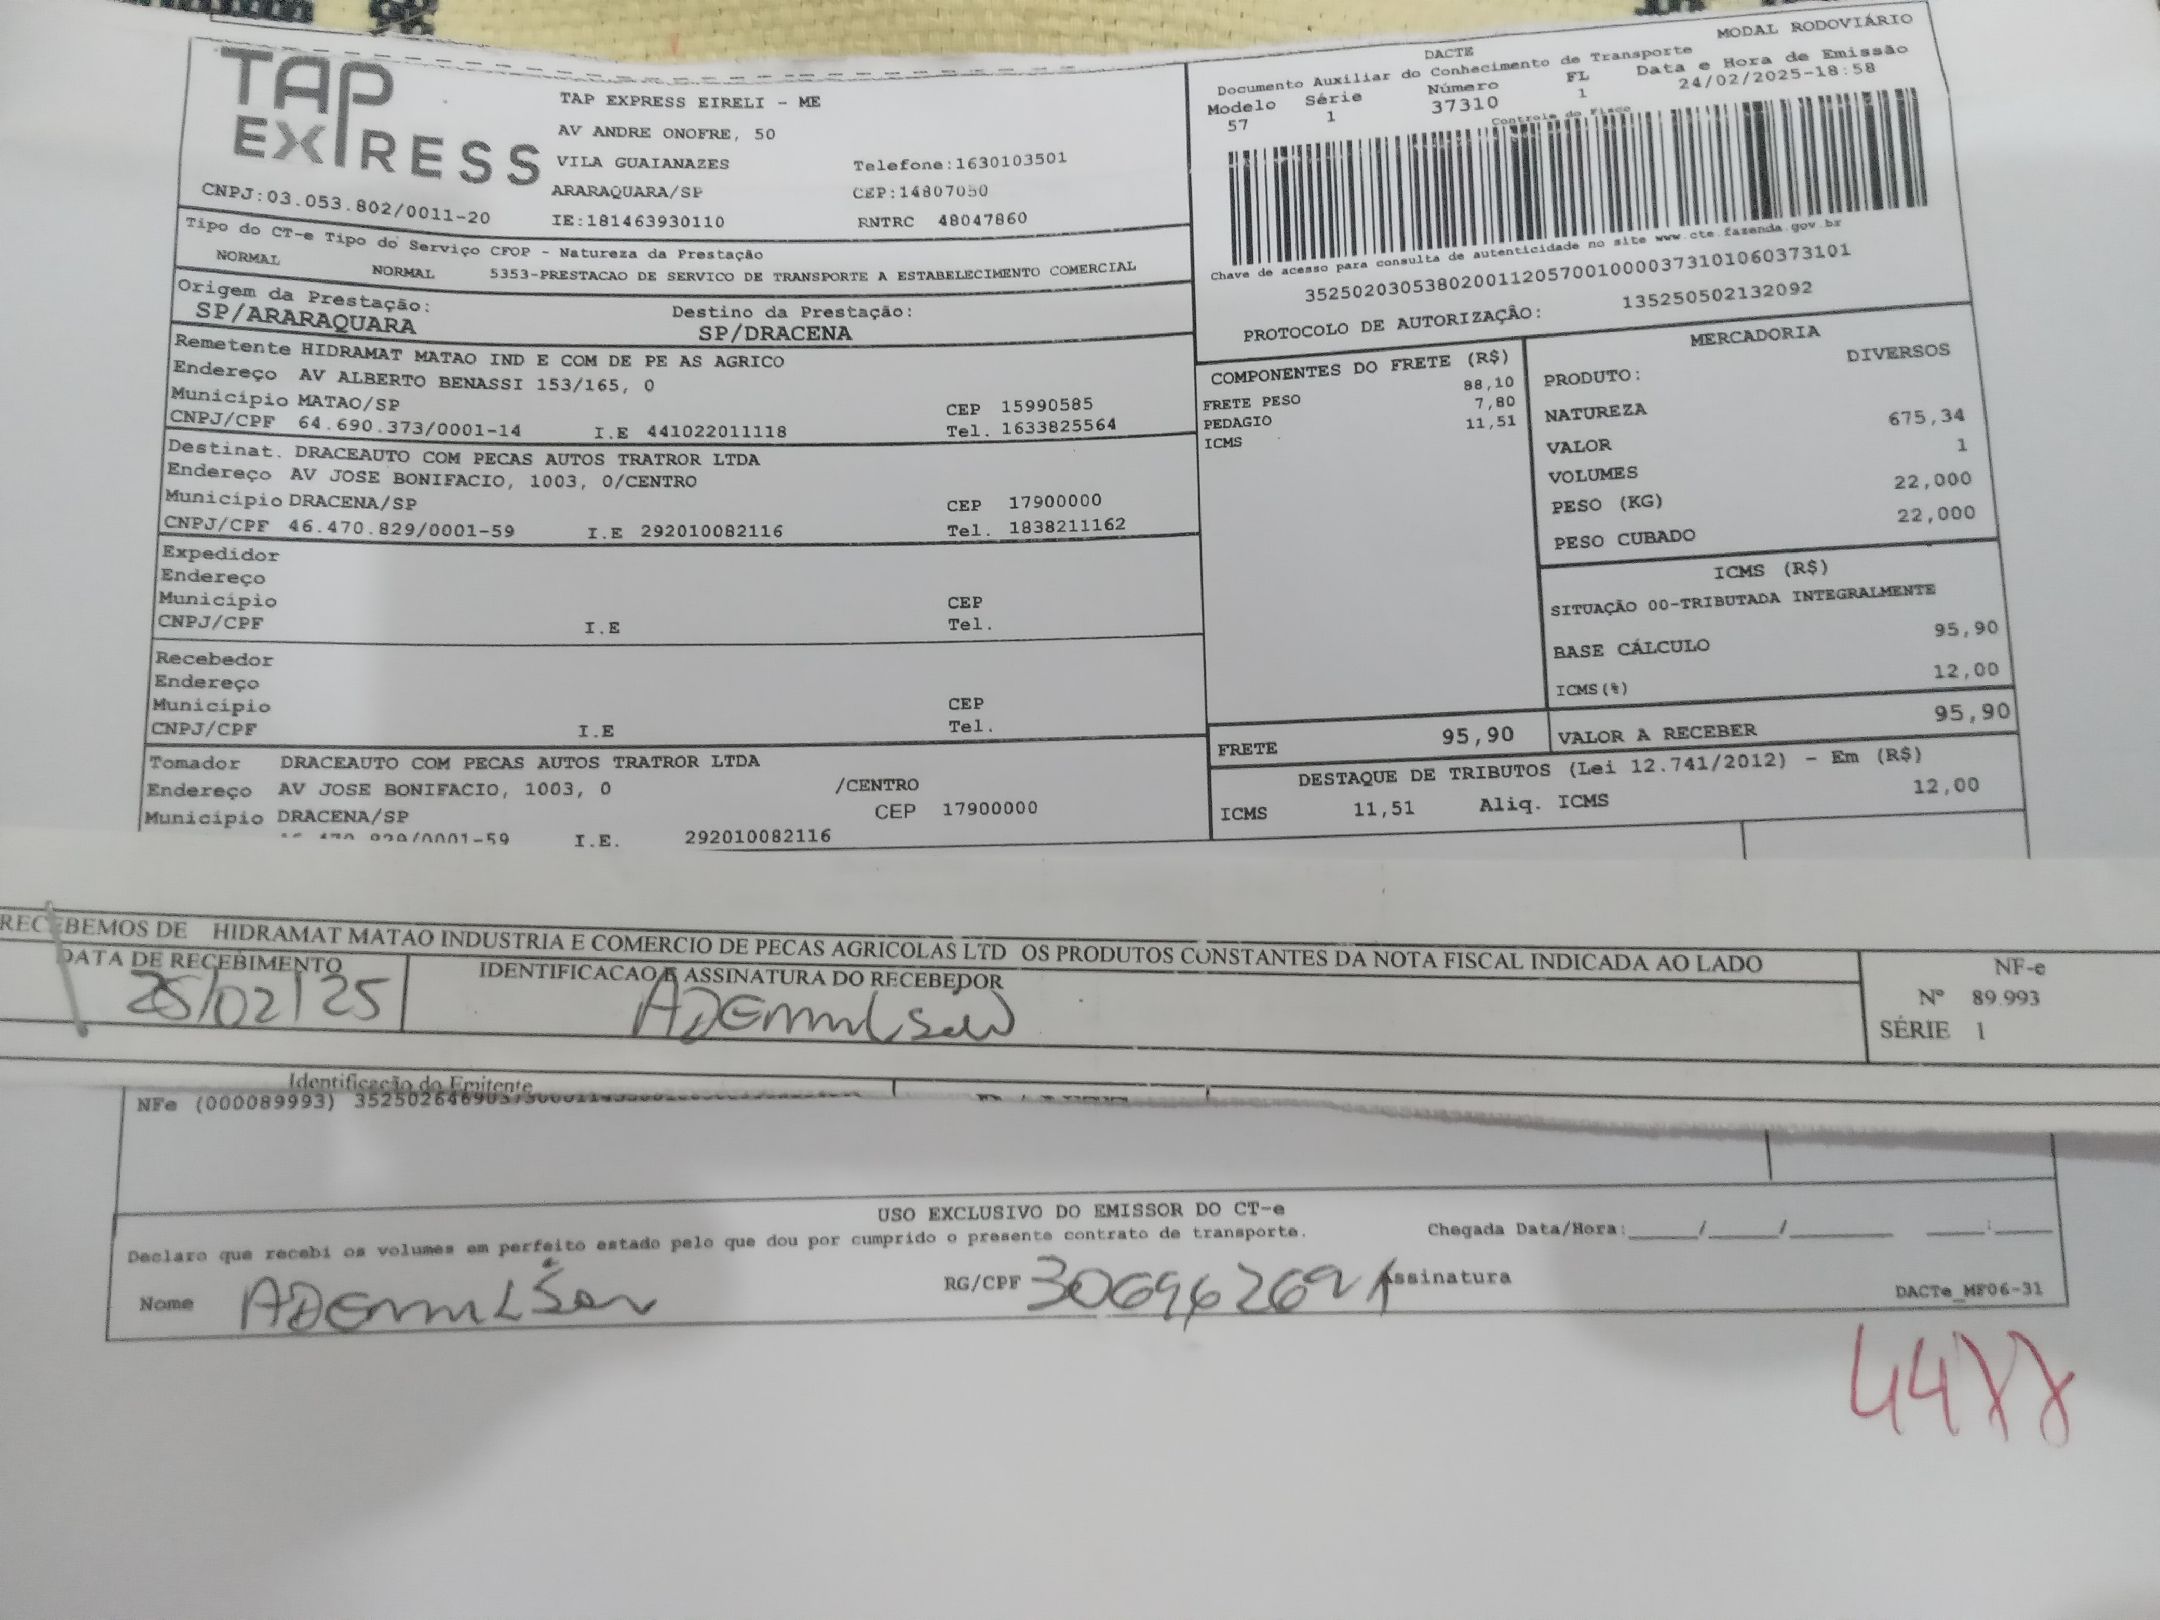 TAP
EXPRESS
CNPJ:03.053.802/0011-20
TAP EXPRESS EIRELI - ME
AV ANDRE ONOFRE, 50
VILA GUAIANAZES Telefone:1630103501
ARARAQUARA/SP CEP:14807050
IE:181463930110 RNTRC 48047860
MODAL RODOVIÁRIO
DACTE
Documento Auxiliar do Conhecimento de Transporte
Modelo Série Número FL Data e Hora de Emissão
57 1 37310 1 24/02/2025-18:58
Controle do Fisco
Chave de acesso para consulta de autenticidade no site www.cte.fazenda.gov.br
35250203053802001120570010000373101060373101
PROTOCOLO DE AUTORIZAÇÃO: 135250502132092
Tipo do CT-e Tipo do Serviço CFOP - Natureza da Prestação
NORMAL NORMAL 5353-PRESTACAO DE SERVICO DE TRANSPORTE A ESTABELECIMENTO COMERCIAL
Origem da Prestação: Destino da Prestação:
SP/ARARAQUARA SP/DRACENA
Remetente HIDRAMAT MATAO IND E COM DE PE AS AGRICO
Endereço AV ALBERTO BENASSI 153/165, 0
Município MATAO/SP CEP 15990585
CNPJ/CPF 64.690.373/0001-14 I.E 441022011118 Tel. 1633825564
Destinat. DRACEAUTO COM PECAS AUTOS TRATROR LTDA
Endereço AV JOSE BONIFACIO, 1003, 0/CENTRO
Município DRACENA/SP CEP 17900000
CNPJ/CPF 46.470.829/0001-59 I.E 292010082116 Tel. 1838211162
Expedidor
Endereço
Município CEP
CNPJ/CPF I.E Tel.
Recebedor
Endereço
Município CEP
CNPJ/CPF I.E Tel.
Tomador DRACEAUTO COM PECAS AUTOS TRATROR LTDA
Endereço AV JOSE BONIFACIO, 1003, 0 /CENTRO
Município DRACENA/SP CEP 17900000
I.E. 292010082116
COMPONENTES DO FRETE (R$)
FRETE PESO 88,10
PEDAGIO 7,80
ICMS 11,51
FRETE 95,90
MERCADORIA
PRODUTO: DIVERSOS
NATUREZA
VALOR 675,34
VOLUMES 1
PESO (KG) 22,000
PESO CUBADO 22,000
ICMS (R$)
SITUAÇÃO 00-TRIBUTADA INTEGRALMENTE
BASE CÁLCULO 95,90
ICMS(%) 12,00
VALOR A RECEBER 95,90
DESTAQUE DE TRIBUTOS (Lei 12.741/2012) - Em (R$)
ICMS 11,51 Aliq. ICMS 12,00
RECEBEMOS DE HIDRAMAT MATAO INDUSTRIA E COMERCIO DE PECAS AGRICOLAS LTD OS PRODUTOS CONSTANTES DA NOTA FISCAL INDICADA AO LADO
DATA DE RECEBIMENTO IDENTIFICACAO E ASSINATURA DO RECEBEDOR
25/02/25 ADEmilson
NF-e
Nº 89.993
SÉRIE 1
Identificação do Emitente
NFe (000089993)
USO EXCLUSIVO DO EMISSOR DO CT-e
Declaro que recebi os volumes em perfeito estado pelo que dou por cumprido o presente contrato de transporte. Chegada Data/Hora:____/____/______ ___:___
Nome ADEmilson RG/CPF 306962691 Assinatura
DACTe_MF06-31
4477